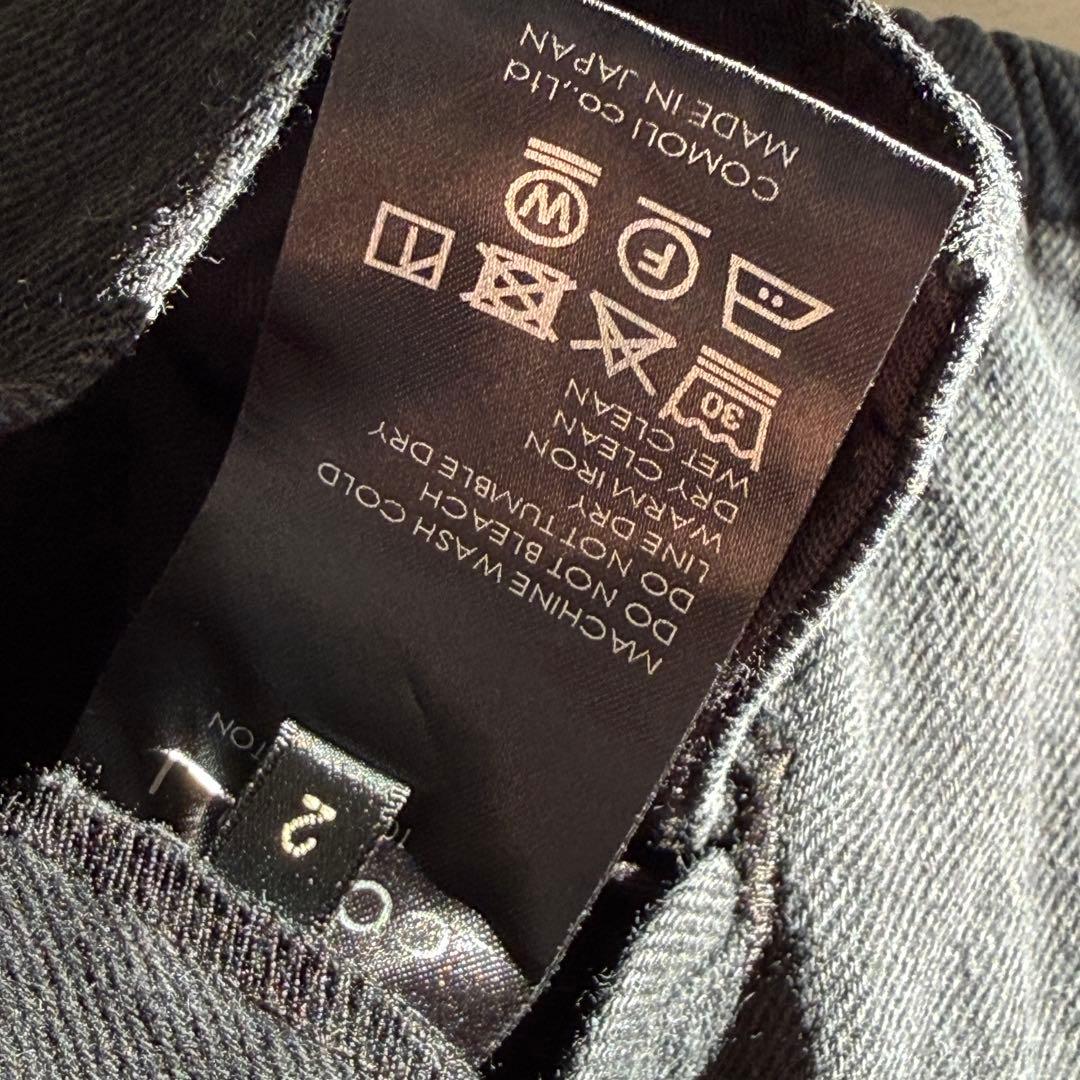 2
MACHINE WASH COLD
DO NOT BLEACH
DO NOT TUMBLE DRY
LINE DRY
WARM IRON
DRY CLEAN
WET CLEAN
30
F
W
COMOLI co.,Ltd
MADE IN JAPAN